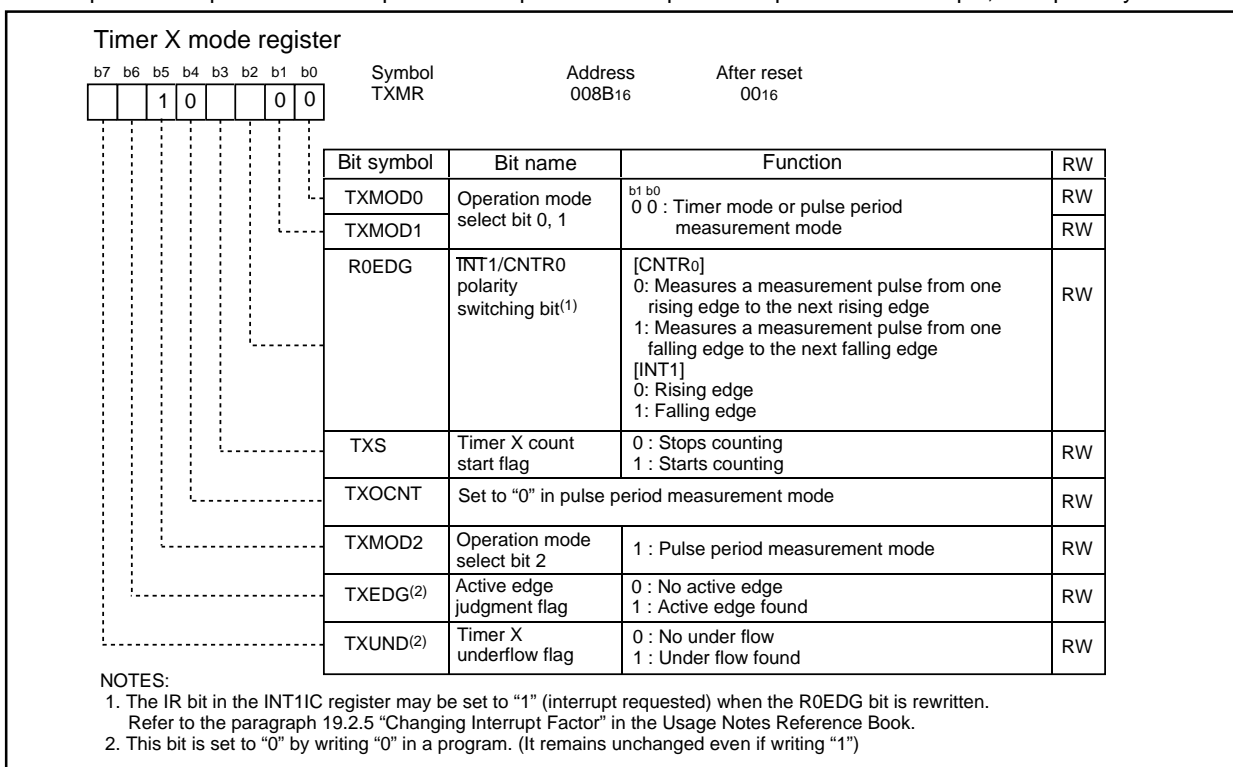 Timer X mode register
b7 b6 b5 b4 b3 b2 b1 b0
Symbol Address After reset
1 0 0 0
TXMR 008B16 0016
Bit symbol Bit name Function RW
TXMOD0 Operation mode select bit 0, 1 b1 b0
0 0 : Timer mode or pulse period
measurement mode RW
TXMOD1 RW
R0EDG INT1/CNTR0
polarity
switching bit(1)
[CNTR0]
0: Measures a measurement pulse from one
rising edge to the next rising edge
1: Measures a measurement pulse from one
falling edge to the next falling edge
[INT1]
0: Rising edge
1: Falling edge
RW
TXS Timer X count
start flag
0 : Stops counting
1 : Starts counting
RW
TXOCNT Set to “0” in pulse period measurement mode RW
TXMOD2 Operation mode
select bit 2
1 : Pulse period measurement mode RW
TXEDG(2) Active edge
judgment flag
0 : No active edge
1 : Active edge found
RW
TXUND(2) Timer X
underflow flag
0 : No under flow
1 : Under flow found
RW
NOTES:
1. The IR bit in the INT1IC register may be set to “1” (interrupt requested) when the R0EDG bit is rewritten.
Refer to the paragraph 19.2.5 “Changing Interrupt Factor” in the Usage Notes Reference Book.
2. This bit is set to “0” by writing “0” in a program. (It remains unchanged even if writing “1”)